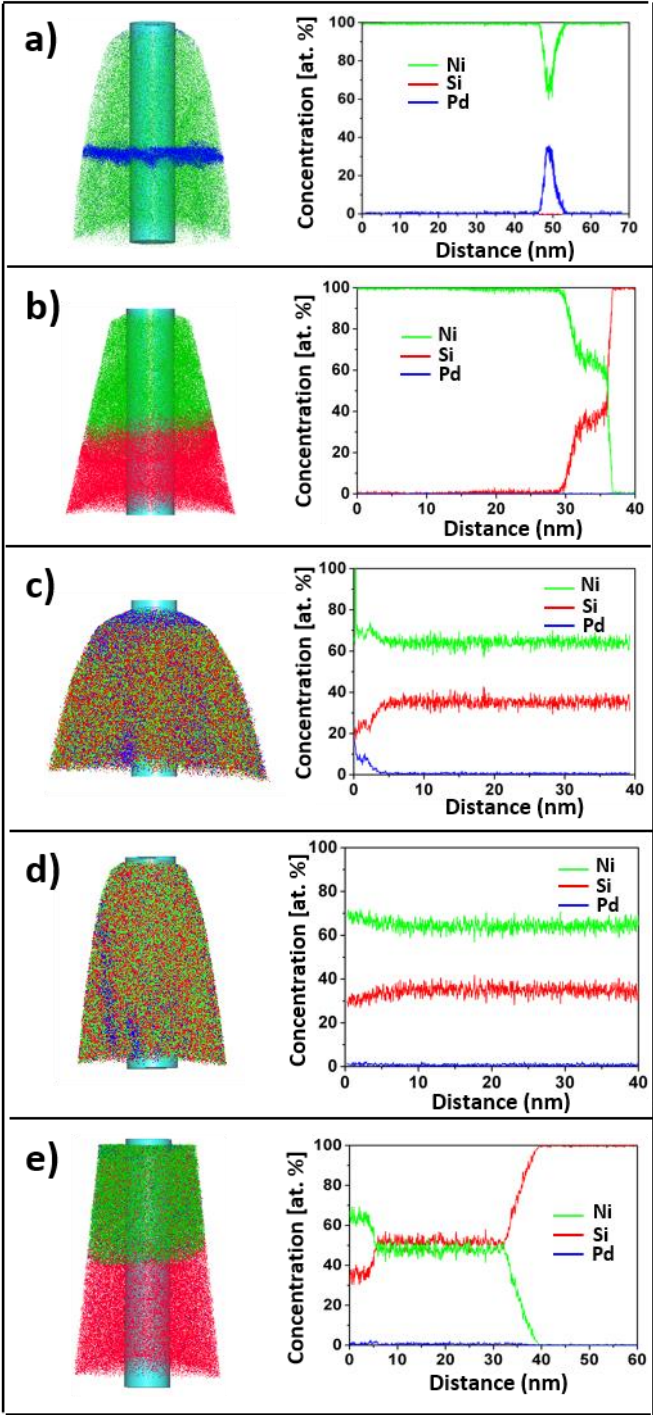 a)
Concentration [at. %]
100
80
60
40
20
0
Ni
Si
Pd
0 10 20 30 40 50 60 70
Distance (nm)
b)
Concentration [at. %]
100
80
60
40
20
0
Ni
Si
Pd
0 10 20 30 40
Distance (nm)
c)
Concentration [at. %]
100
80
60
40
20
0
Ni
Si
Pd
0 10 20 30 40
Distance (nm)
d)
Concentration [at. %]
100
80
60
40
20
0
Ni
Si
Pd
0 10 20 30 40
Distance (nm)
e)
Concentration [at. %]
100
80
60
40
20
0
Ni
Si
Pd
0 10 20 30 40 50 60
Distance (nm)